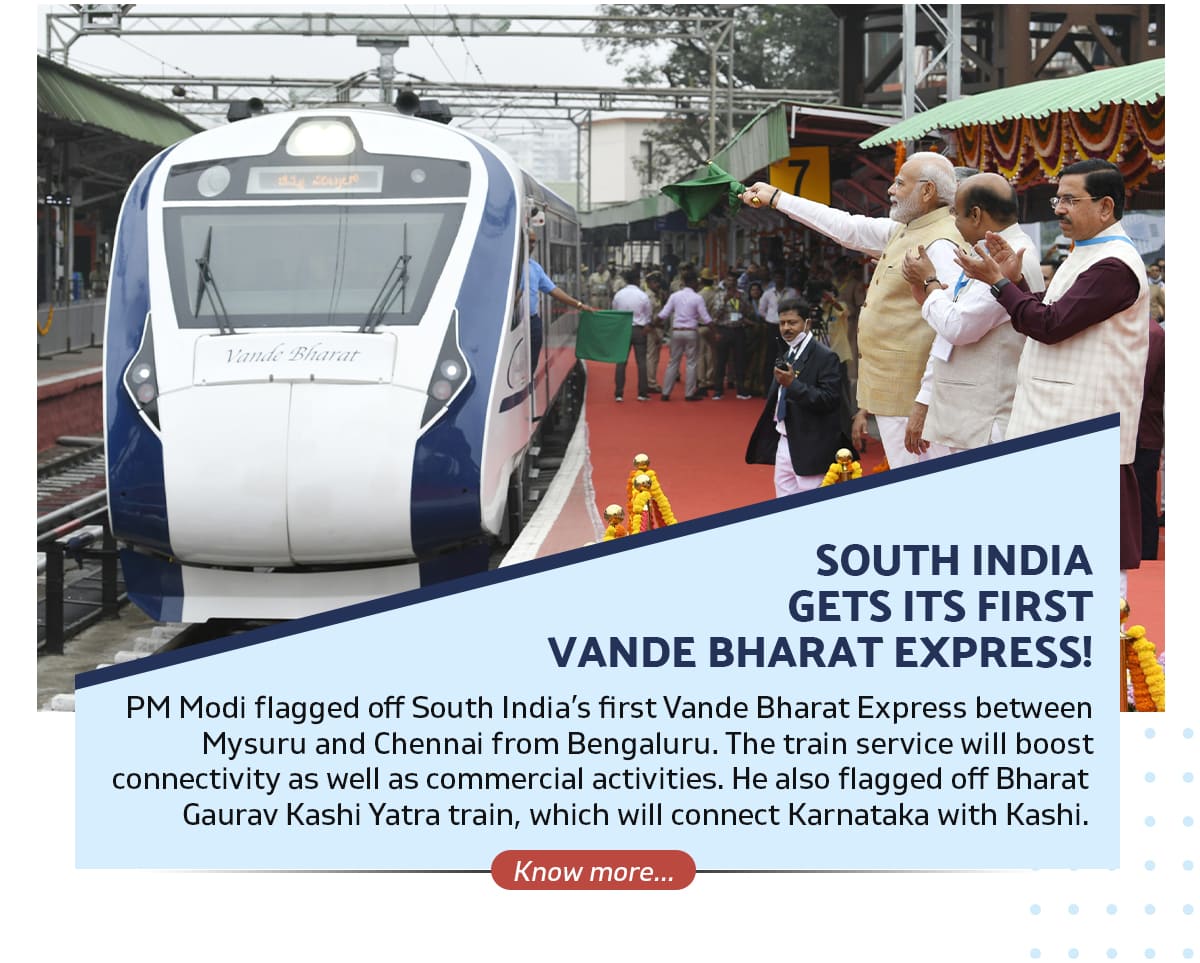 ಚೆನ್ನೈ ಸೆಂಟ್ರಲ್
Vande Bharat
7
SOUTH INDIA
GETS ITS FIRST
VANDE BHARAT EXPRESS!
PM Modi flagged off South India’s first Vande Bharat Express between
Mysuru and Chennai from Bengaluru. The train service will boost
connectivity as well as commercial activities. He also flagged off Bharat
Gaurav Kashi Yatra train, which will connect Karnataka with Kashi.
Know more...